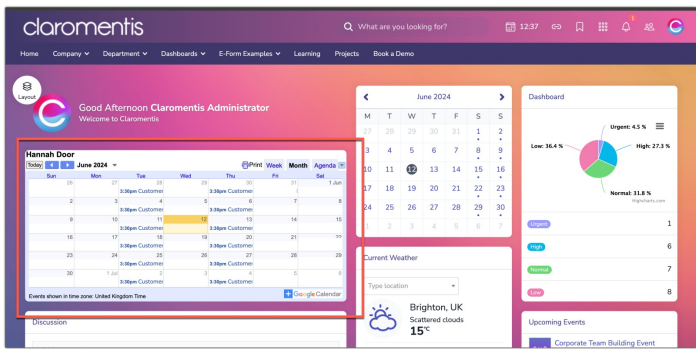 claromentis
What are you looking for?
12:37
1
Home Company Department Dashboards E-Form Examples Learning Projects Book a Demo
Layout
Good Afternoon Claromentis Administrator
Welcome to Claromentis
Hannah Door
Today June 2024 Print Week Month Agenda
Sun Mon Tue Wed Thu Fri Sat
26 27 28 29 30 31 1 Jun
3:30pm Customer 3:30pm Customer
2 3 4 5 6 7 8
3:30pm Customer 3:30pm Customer
9 10 11 12 13 14 15
3:30pm Customer 3:30pm Customer
16 17 18 19 20 21 22
3:30pm Customer 3:30pm Customer
23 24 25 26 27 28 29
3:30pm Customer 3:30pm Customer
30 1 Jul 2 3 4 5 6
3:30pm Customer 3:30pm Customer
Events shown in time zone: United Kingdom Time
Google Calendar
Discussion
June 2024
M T W T F S S
27 28 29 30 31 1 2
3 4 5 6 7 8 9
10 11 12 13 14 15 16
17 18 19 20 21 22 23
24 25 26 27 28 29 30
1 2 3 4 5 6 7
Current Weather
Type location
Brighton, UK
Scattered clouds
15°C
Dashboard
Urgent: 4.5 %
Low: 36.4 %
High: 27.3 %
Normal: 31.8 %
Highcharts.com
Urgent 1
High 6
Normal 7
Low 8
Upcoming Events
Corporate Team Building Event